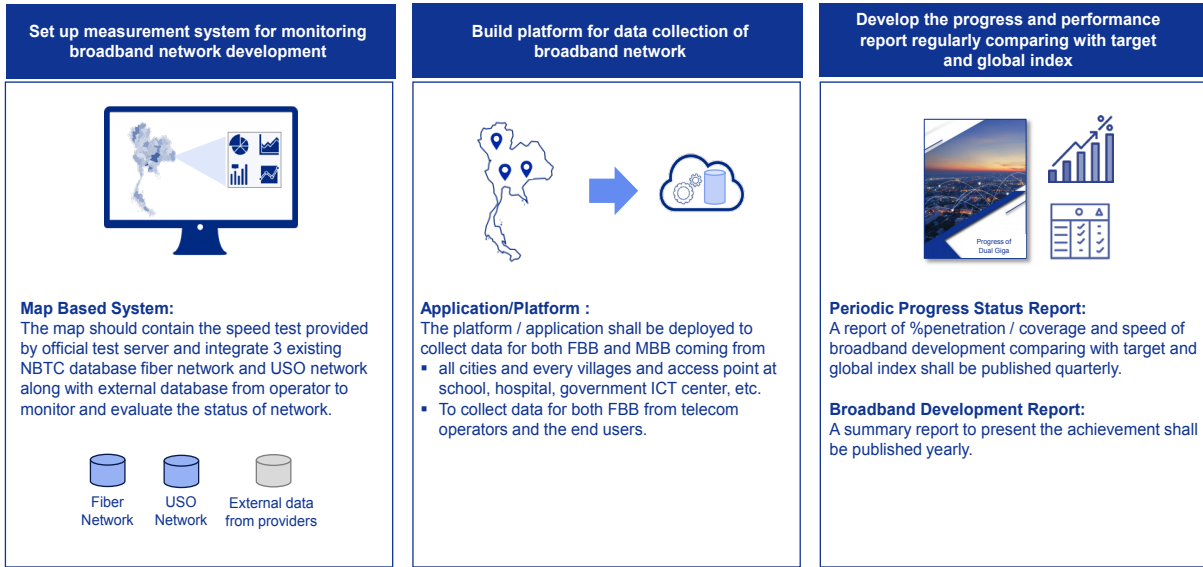 Set up measurement system for monitoring
broadband network development
Map Based System:
The map should contain the speed test provided
by official test server and integrate 3 existing
NBTC database fiber network and USO network
along with external database from operator to
monitor and evaluate the status of network.
Fiber
Network
USO
Network
External data
from providers
Build platform for data collection of
broadband network
Application/Platform :
The platform / application shall be deployed to
collect data for both FBB and MBB coming from
▪ all cities and every villages and access point at
school, hospital, government ICT center, etc.
▪ To collect data for both FBB from telecom
operators and the end users.
Develop the progress and performance
report regularly comparing with target
and global index
%
Progress of
Dual Giga
Periodic Progress Status Report:
A report of %penetration / coverage and speed of
broadband development comparing with target and
global index shall be published quarterly.
Broadband Development Report:
A summary report to present the achievement shall
be published yearly.